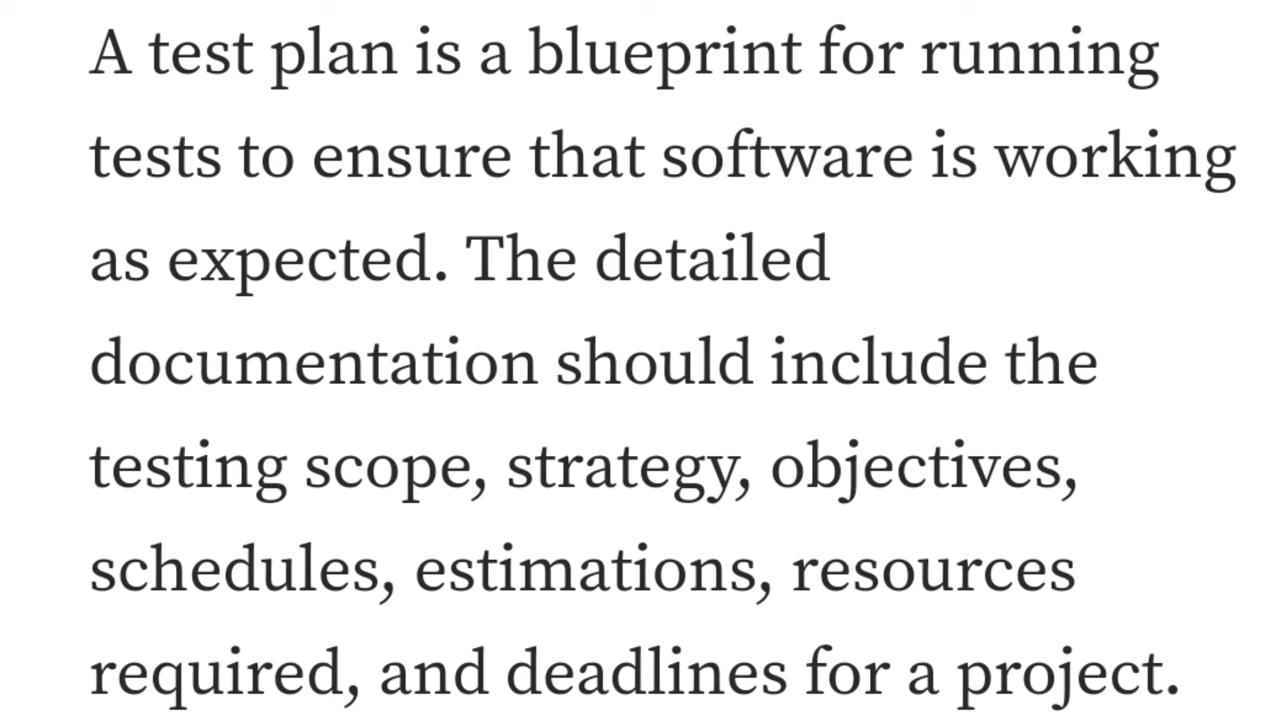 A test plan is a blueprint for running
tests to ensure that software is working
as expected. The detailed
documentation should include the
testing scope, strategy, objectives,
schedules, estimations, resources
required, and deadlines for a project.